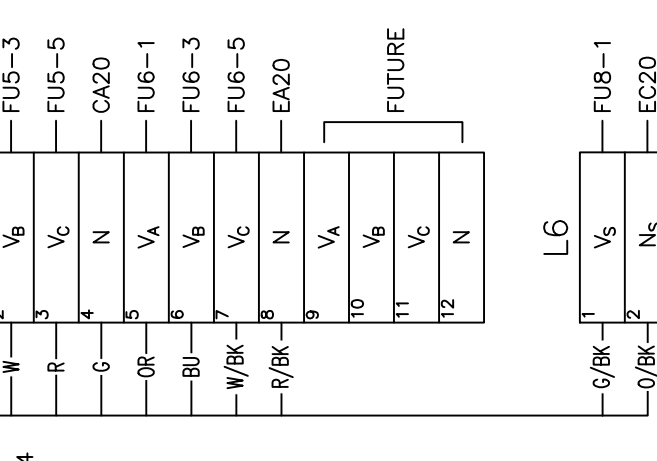 FU5-3
FU5-5
CA20
FU6-1
FU6-3
FU6-5
EA20
FUTURE
FU8-1
EC20
VB
VC
N
VA
VB
VC
N
VA
VB
VC
N
L6
VS
NS
2
3
4
5
6
7
8
9
10
11
12
1
2
W
R
G
OR
BU
W/BK
R/BK
G/BK
O/BK
4